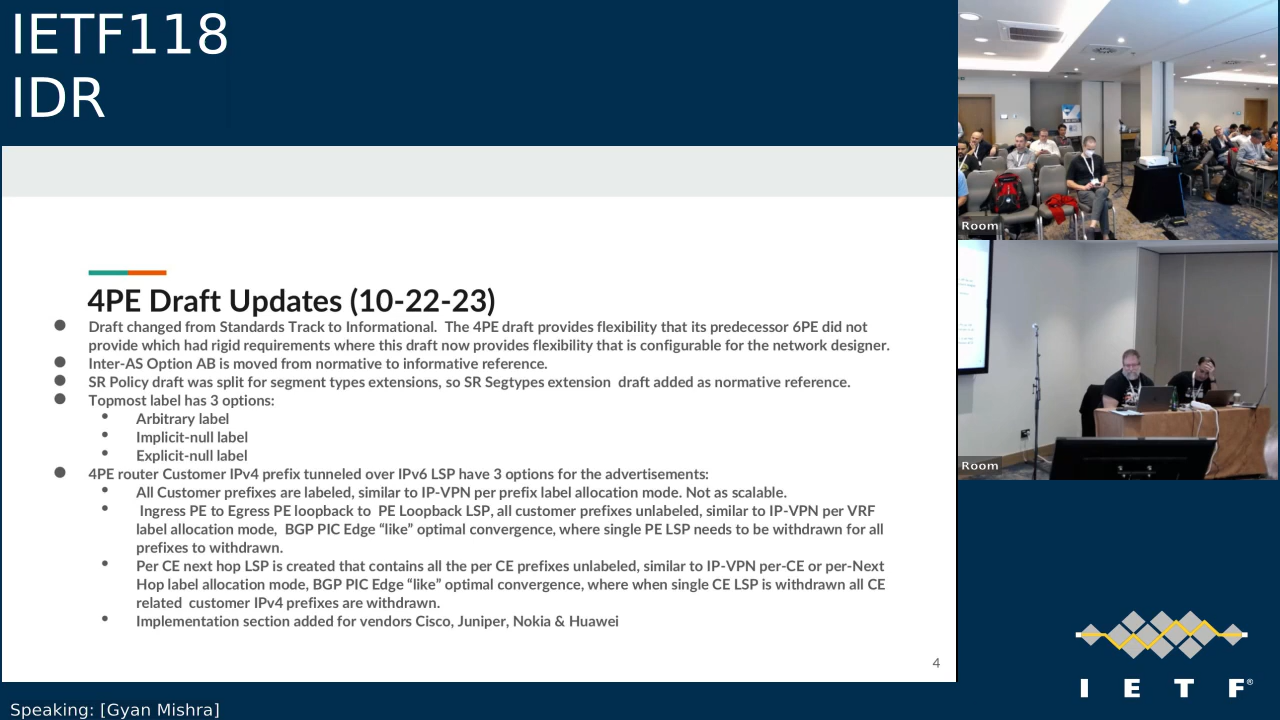 IETF118
IDR
4PE Draft Updates (10-22-23)
Draft changed from Standards Track to Informational.  The 4PE draft provides flexibility that its predecessor 6PE did not
provide which had rigid requirements where this draft now provides flexibility that is configurable for the network designer.
Inter-AS Option AB is moved from normative to informative reference.
SR Policy draft was split for segment types extensions, so SR Segtypes extension  draft added as normative reference.
Topmost label has 3 options:
Arbitrary label
Implicit-null label
Explicit-null label
4PE router Customer IPv4 prefix tunneled over IPv6 LSP have 3 options for the advertisements:
All Customer prefixes are labeled, similar to IP-VPN per prefix label allocation mode. Not as scalable.
Ingress PE to Egress PE loopback to  PE Loopback LSP, all customer prefixes unlabeled, similar to IP-VPN per VRF
label allocation mode,  BGP PIC Edge “like” optimal convergence, where single PE LSP needs to be withdrawn for all
prefixes to withdrawn.
Per CE next hop LSP is created that contains all the per CE prefixes unlabeled, similar to IP-VPN per-CE or per-Next
Hop label allocation mode, BGP PIC Edge “like” optimal convergence, where when single CE LSP is withdrawn all CE
related  customer IPv4 prefixes are withdrawn.
Implementation section added for vendors Cisco, Juniper, Nokia & Huawei
4
Room
Room
I E T F®
Speaking: [Gyan Mishra]